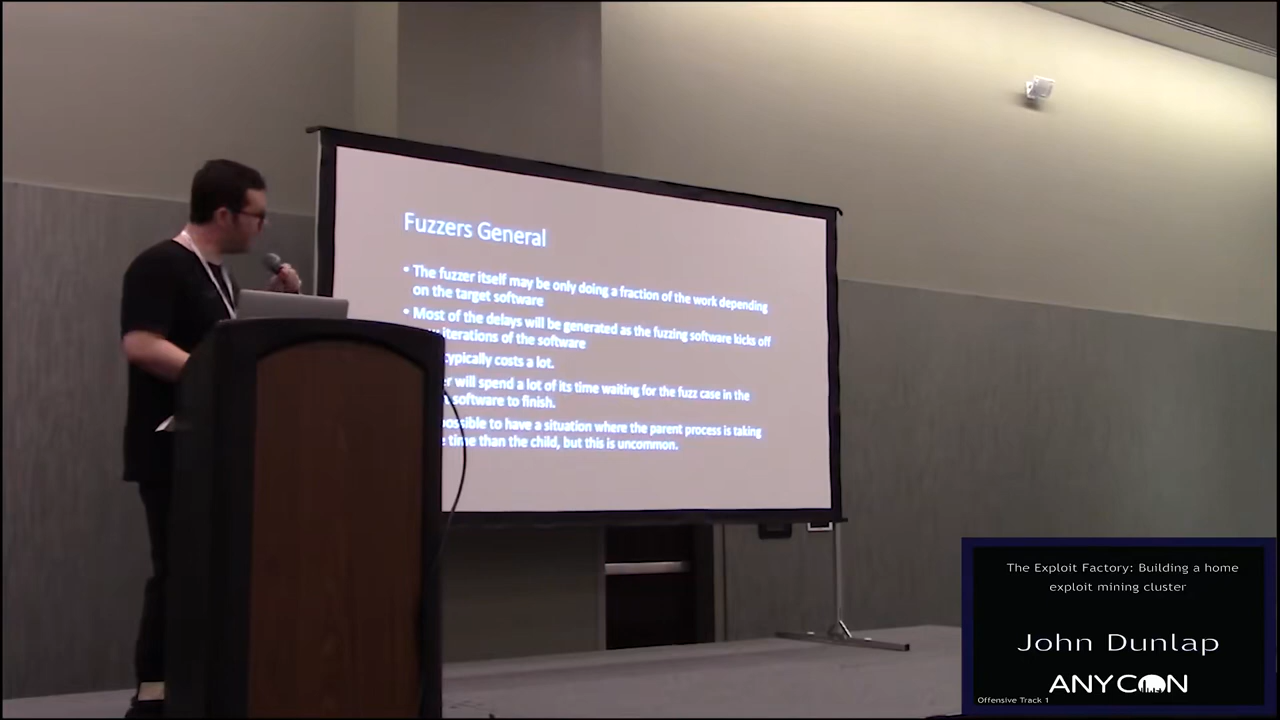 Fuzzers General
• The fuzzer itself may be only doing a fraction of the work depending
on the target software
• Most of the delays will be generated as the fuzzing software kicks off
iterations of the software
typically costs a lot.
will spend a lot of its time waiting for the fuzz case in the
software to finish.
possible to have a situation where the parent process is taking
time than the child, but this is uncommon.
The Exploit Factory: Building a home
exploit mining cluster
John Dunlap
ANYCON
Offensive Track 1